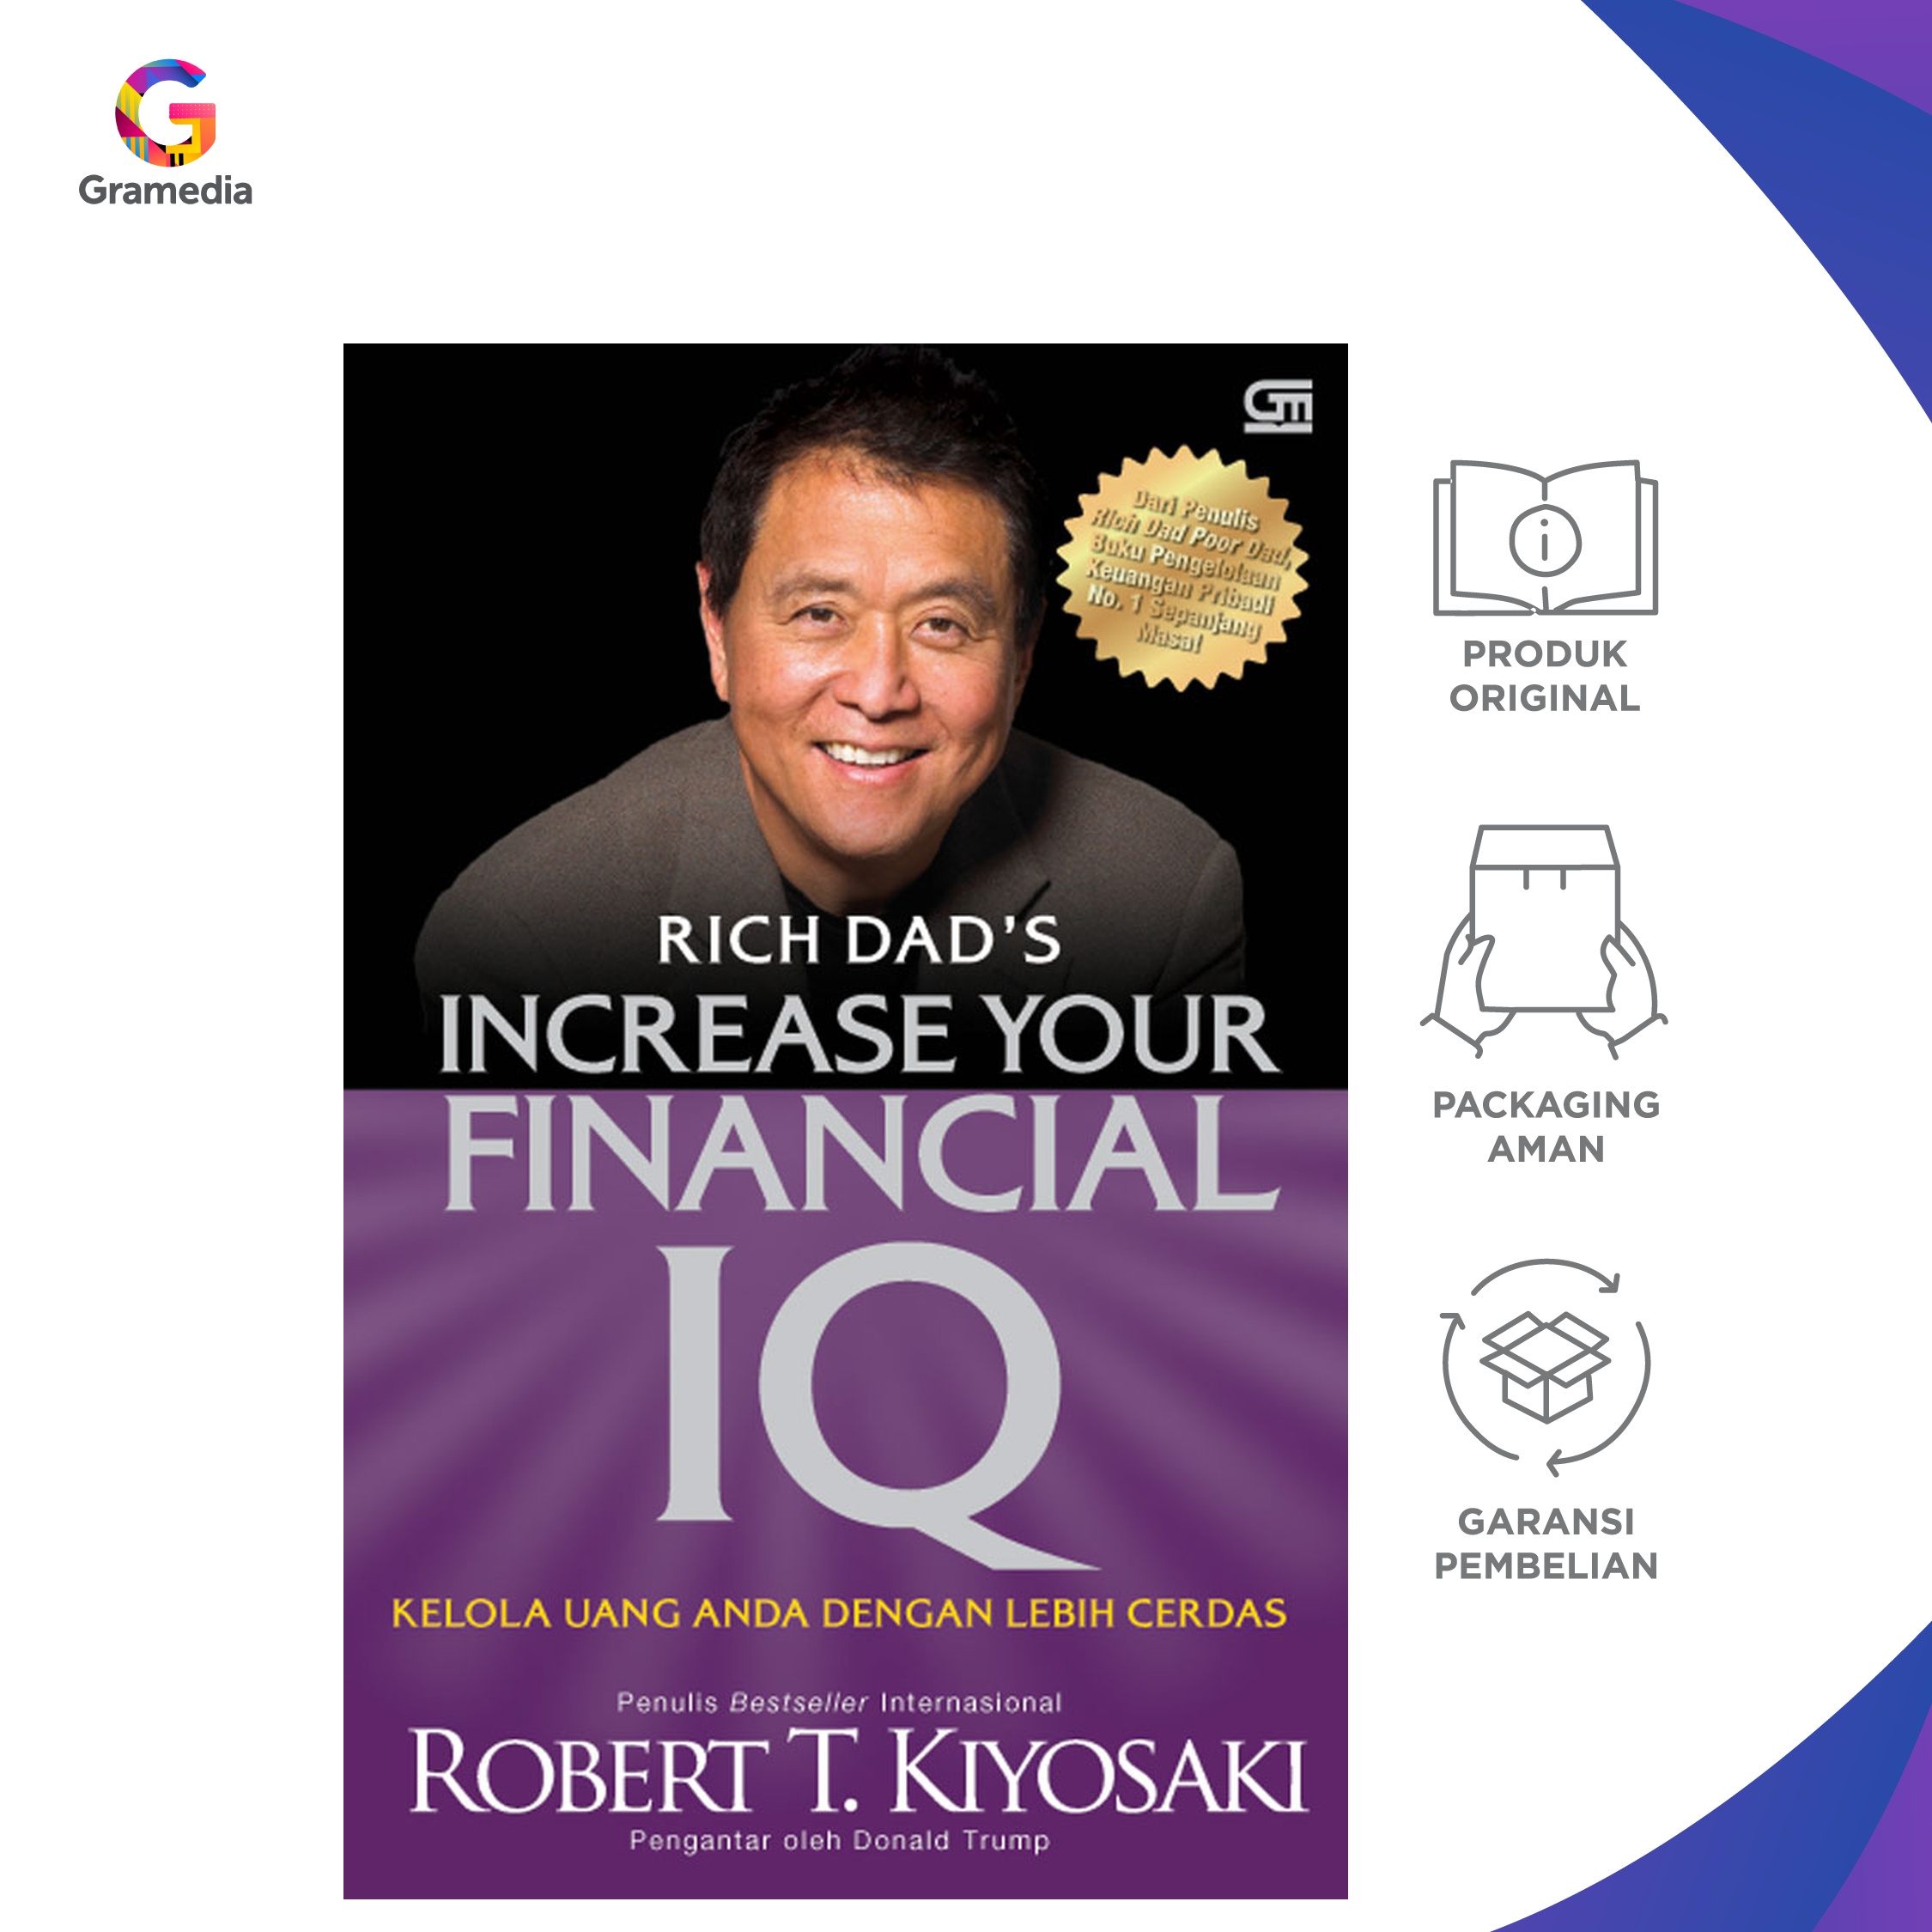 Gramedia
GM
Dari Penulis
Rich Dad Poor Dad,
Buku Pengelolaan
Keuangan Pribadi
No. 1 Sepanjang
Masa!
RICH DAD'S
INCREASE YOUR
FINANCIAL
IQ
KELOLA UANG ANDA DENGAN LEBIH CERDAS
Penulis Bestseller Internasional
ROBERT T. KIYOSAKI
Pengantar oleh Donald Trump
PRODUK
ORIGINAL
PACKAGING
AMAN
GARANSI
PEMBELIAN